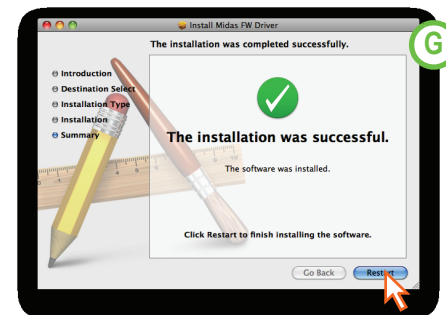 Install Midas FW Driver
G
The installation was completed successfully.
Introduction
Destination Select
Installation Type
Installation
Summary
The installation was successful.
The software was installed.
Click Restart to finish installing the software.
Go Back
Restart